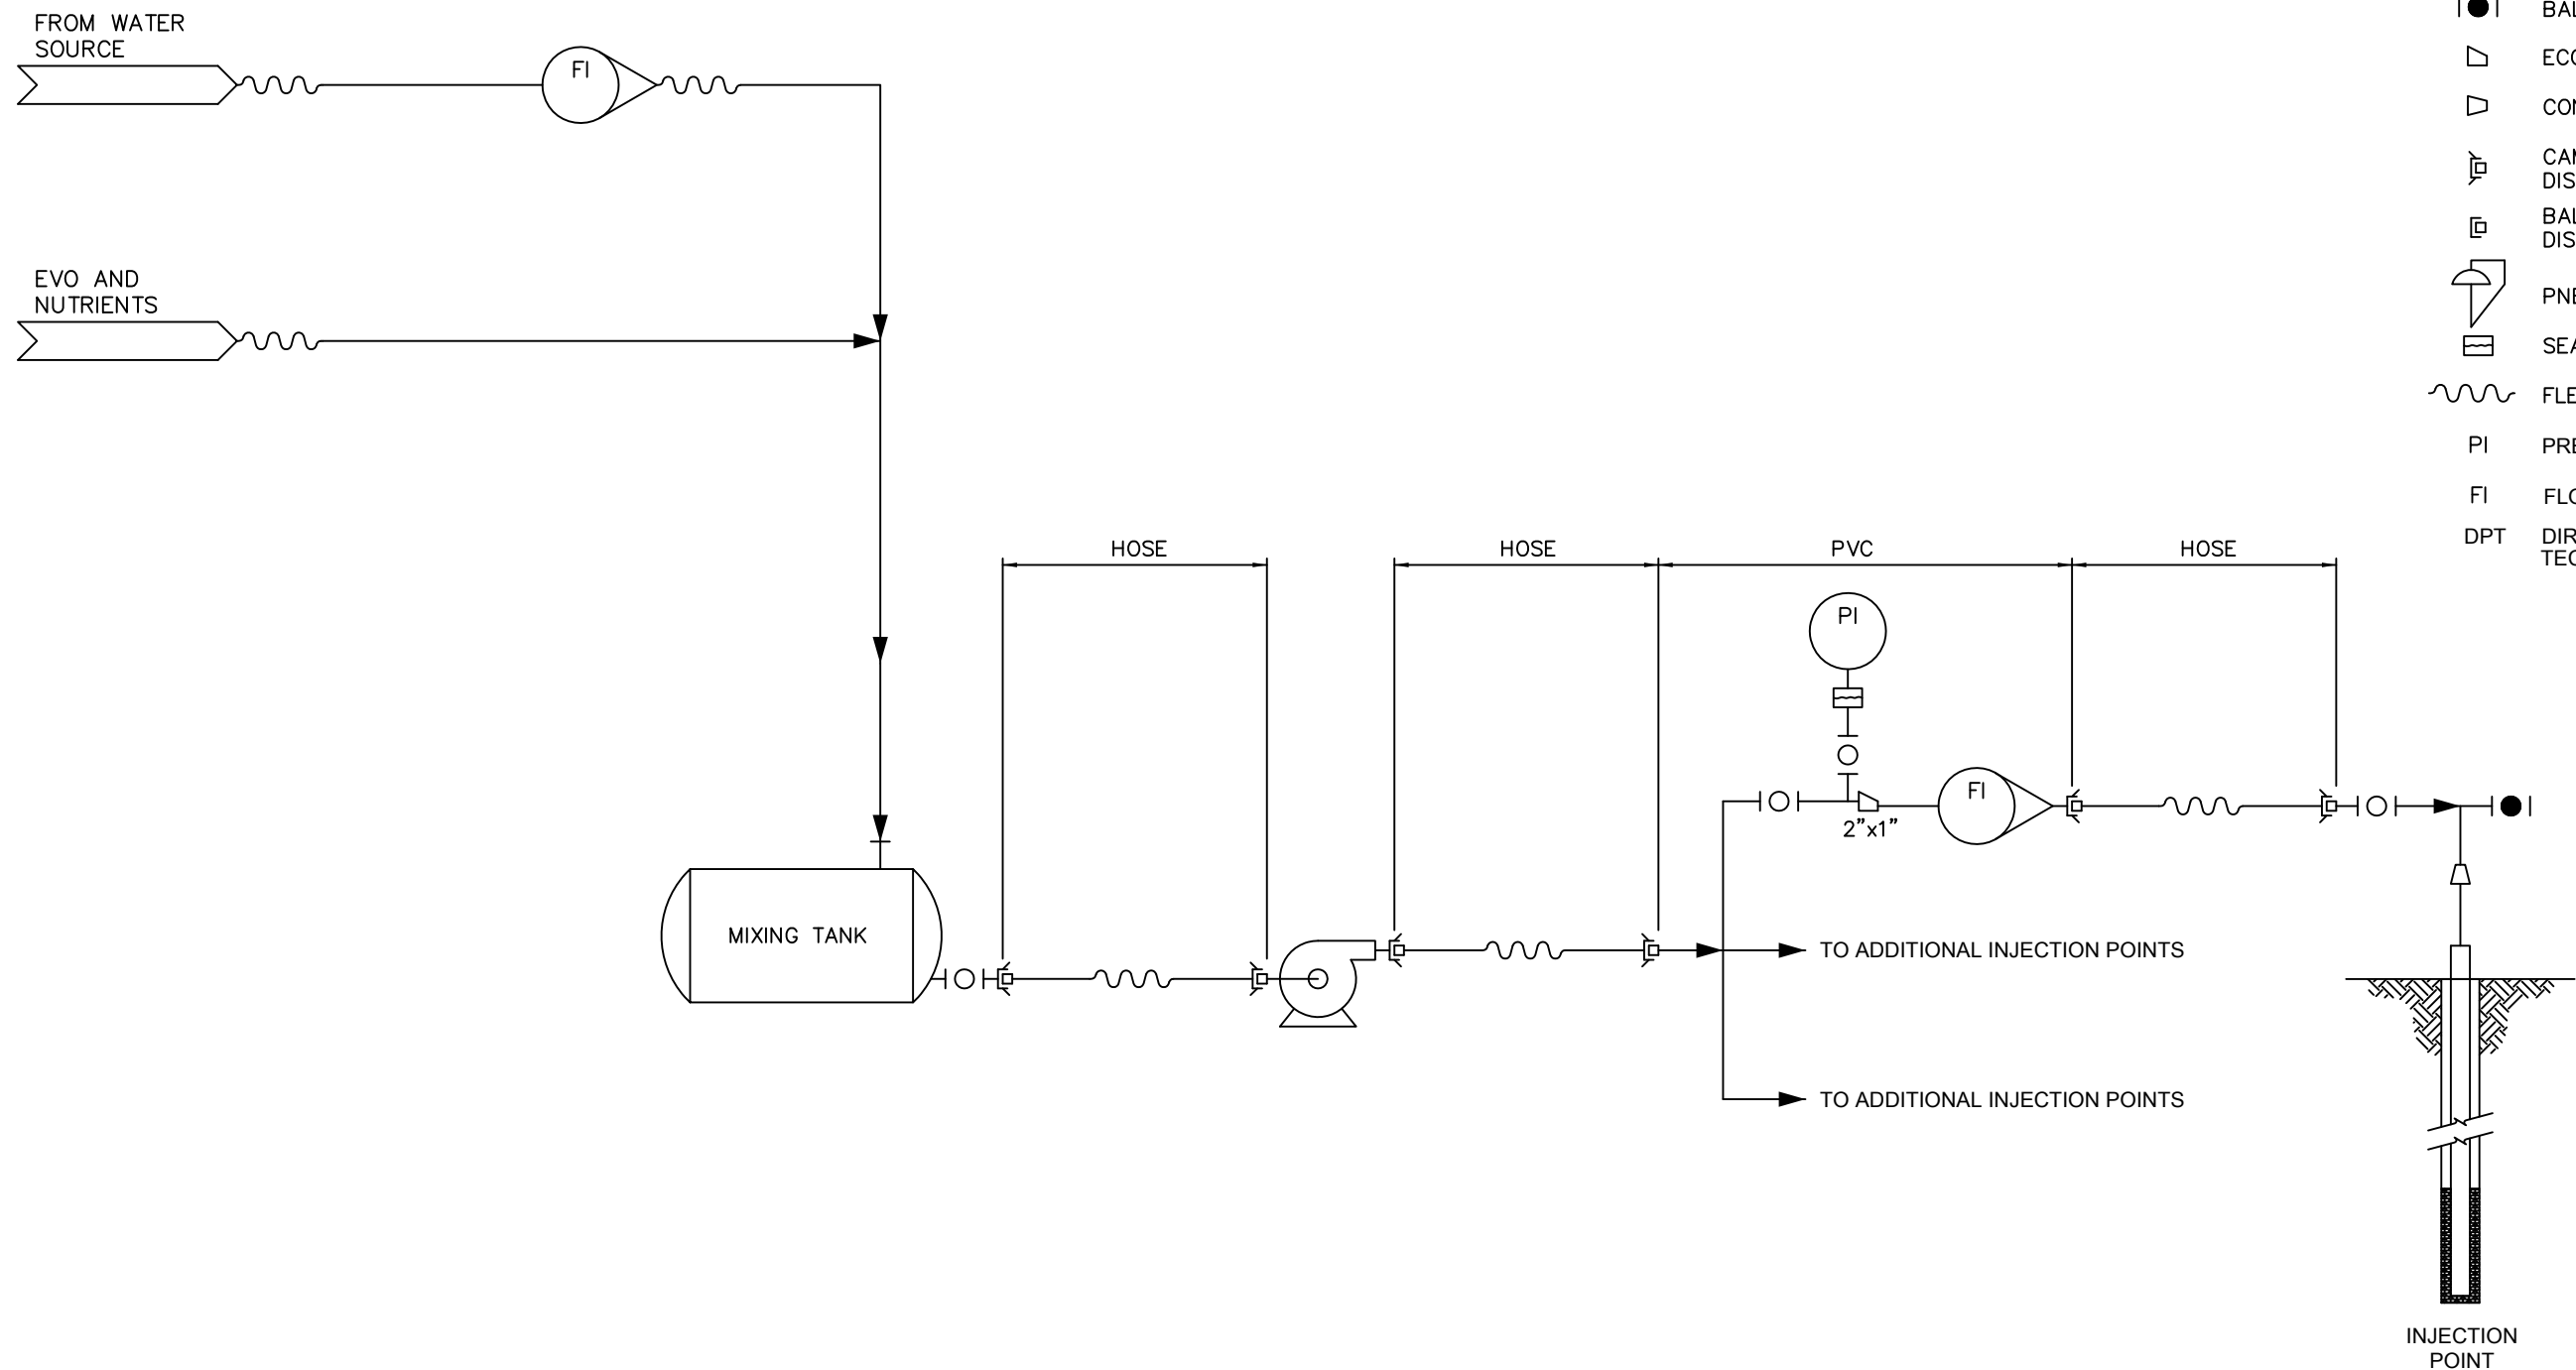 FROM WATER
SOURCE
FI
EVO AND
NUTRIENTS
HOSE
HOSE
PVC
HOSE
PI
FI
2"x1"
MIXING TANK
TO ADDITIONAL INJECTION POINTS
TO ADDITIONAL INJECTION POINTS
INJECTION
POINT
PI
FI
DPT